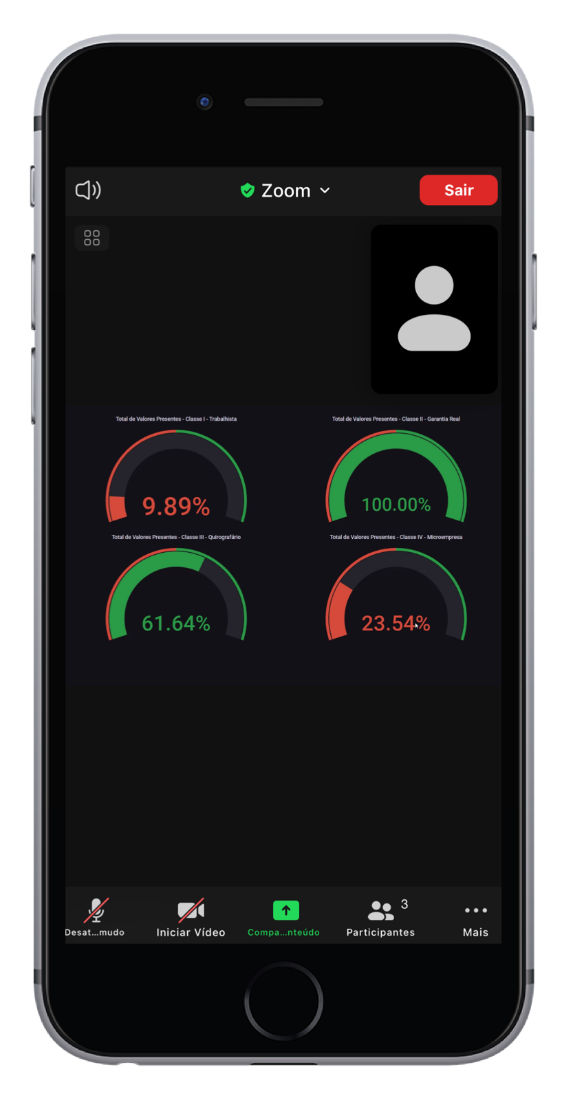 Zoom
Sair
Total de Valores Presentes - Classe I - Trabalhista
Total de Valores Presentes - Classe II - Garantia Real
9.89%
100.00%
Total de Valores Presentes - Classe III - Quirografário
Total de Valores Presentes - Classe IV - Microempresa
61.64%
23.54%
3
Desat...mudo
Iniciar Vídeo
Compa...nteúdo
Participantes
Mais